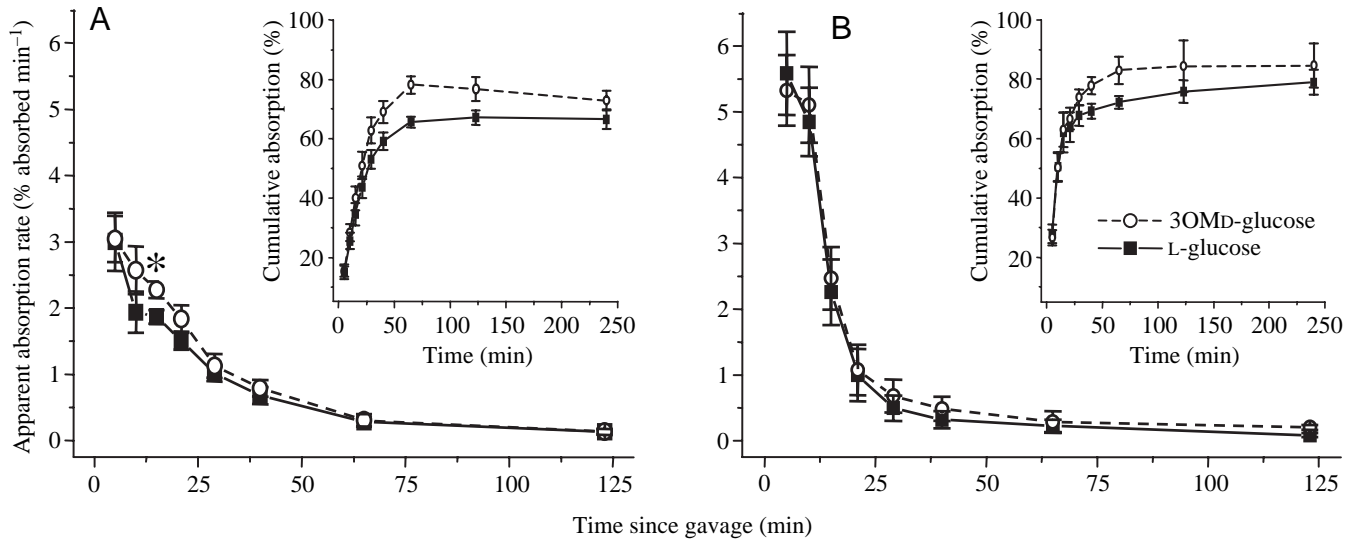 A
Apparent absorption rate (% absorbed min⁻¹)
6
5
4
3
2
1
0
*
0 25 50 75 100 125
Cumulative absorption (%)
100
80
60
40
20
0 50 100 150 200 250
Time (min)
B
6
5
4
3
2
1
0
0 25 50 75 100 125
Cumulative absorption (%)
100
80
60
40
20
3OMD-glucose
L-glucose
0 50 100 150 200 250
Time (min)
Time since gavage (min)